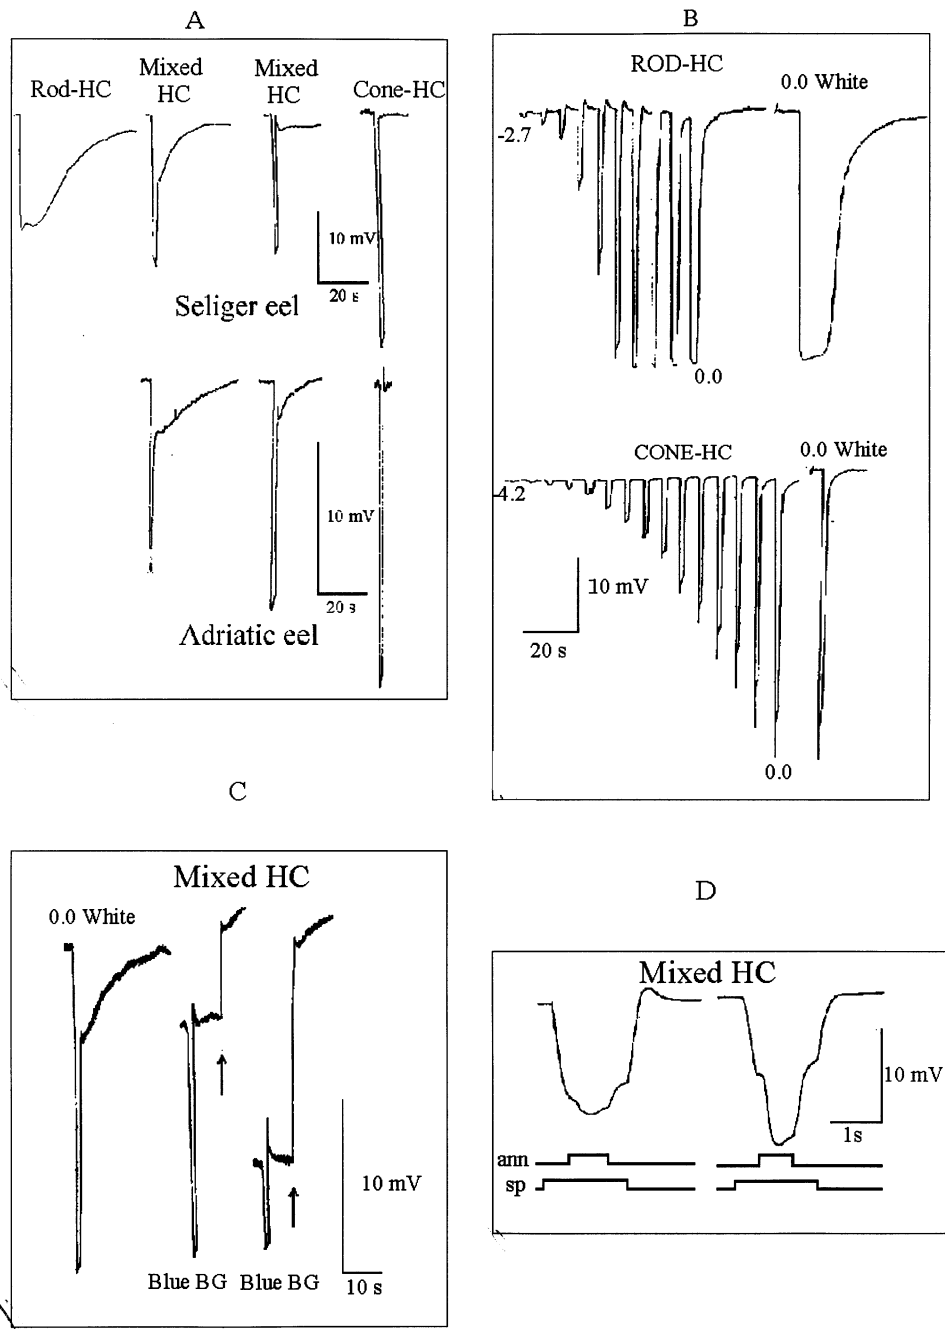 A
Rod-HC
Mixed
HC
Mixed
HC
Cone-HC
10 mV
20 s
Seliger eel
10 mV
20 s
Adriatic eel
B
ROD-HC
0.0 White
-2.7
0.0
CONE-HC
0.0 White
-4.2
10 mV
20 s
0.0
C
Mixed HC
0.0 White
10 mV
Blue BG
Blue BG
10 s
D
Mixed HC
10 mV
1s
ann
sp